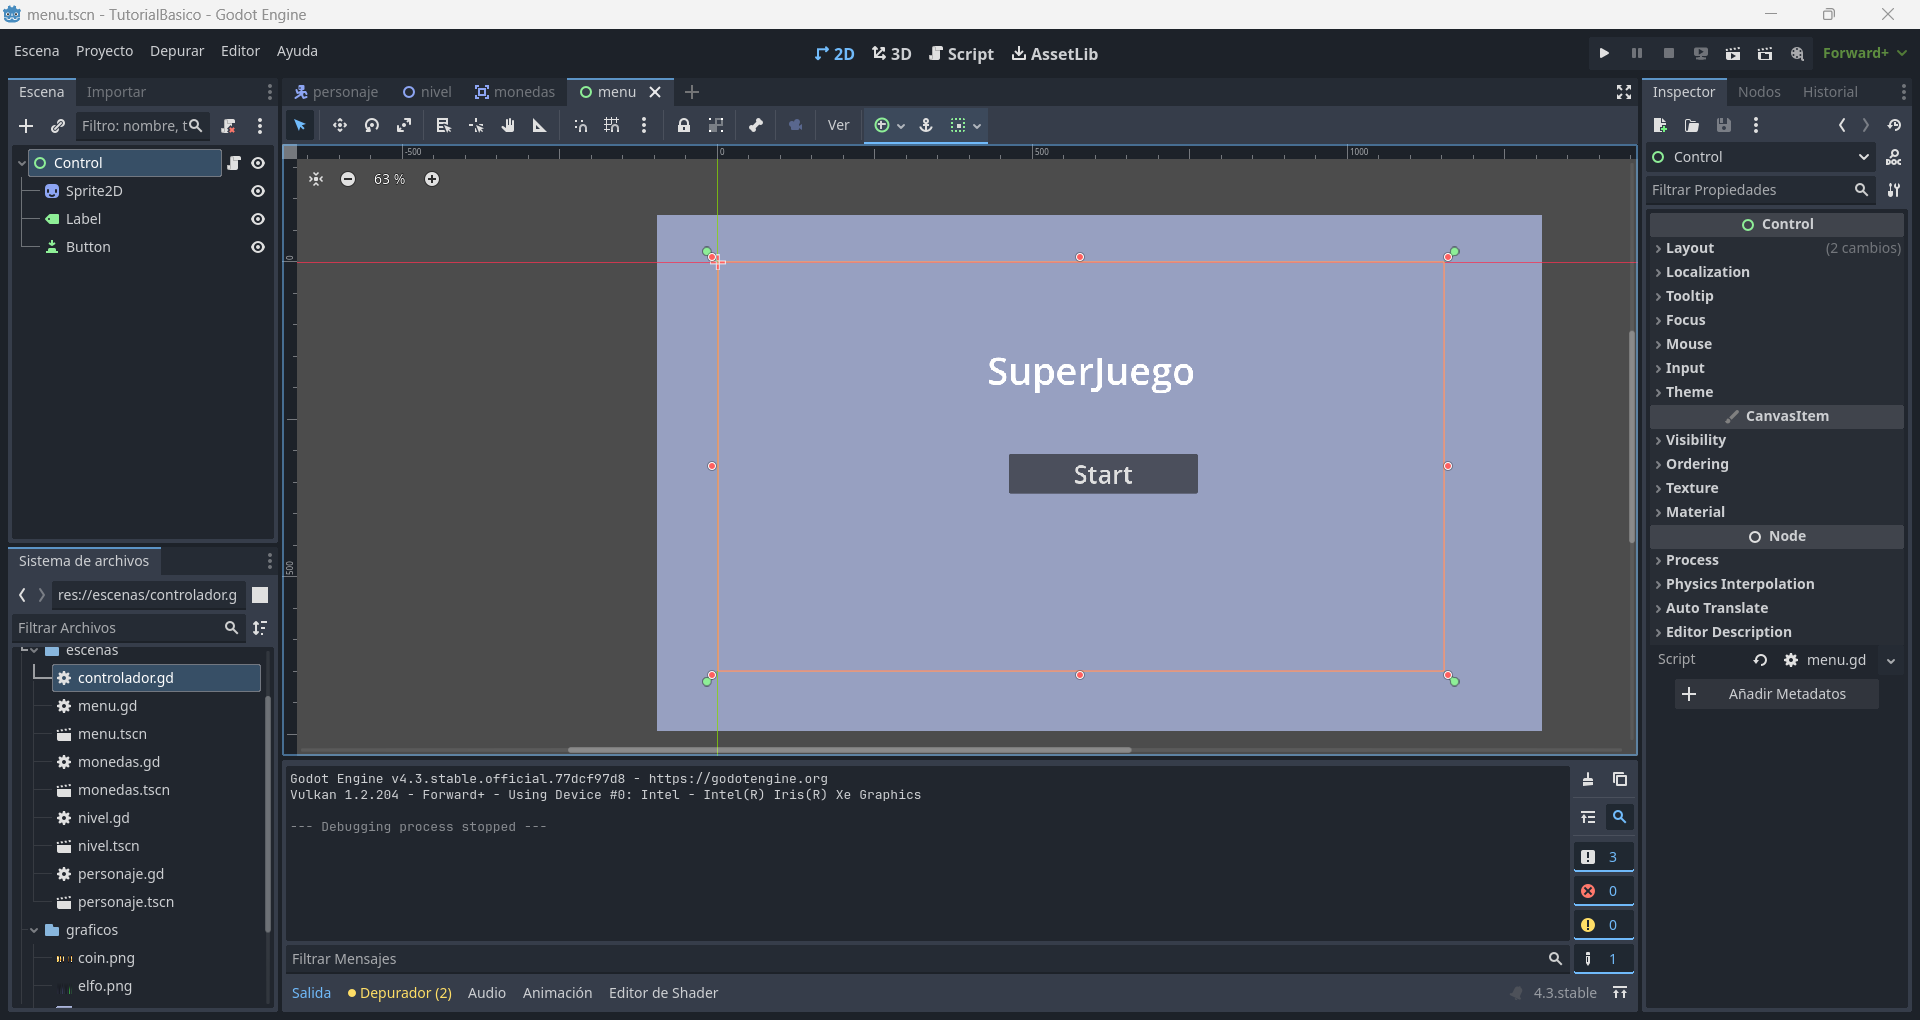 menu.tscn - TutorialBasico - Godot Engine
Escena Proyecto Depurar Editor Ayuda
2D 3D Script AssetLib
Forward+
Escena Importar
Filtro: nombre, t
Control
Sprite2D
Label
Button
personaje nivel monedas menu
Ver
-500 0 500 1000
0
500
63 %
SuperJuego
Start
Sistema de archivos
res://escenas/controlador.g
Filtrar Archivos
escenas
controlador.gd
menu.gd
menu.tscn
monedas.gd
monedas.tscn
nivel.gd
nivel.tscn
personaje.gd
personaje.tscn
graficos
coin.png
elfo.png
Godot Engine v4.3.stable.official.77dcf97d8 - https://godotengine.org
Vulkan 1.2.204 - Forward+ - Using Device #0: Intel - Intel(R) Iris(R) Xe Graphics
--- Debugging process stopped ---
3
0
0
1
Filtrar Mensajes
Salida Depurador (2) Audio Animación Editor de Shader
4.3.stable
Inspector Nodos Historial
Control
DOC
Filtrar Propiedades
Control
Layout (2 cambios)
Localization
Tooltip
Focus
Mouse
Input
Theme
CanvasItem
Visibility
Ordering
Texture
Material
Node
Process
Physics Interpolation
Auto Translate
Editor Description
Script menu.gd
Añadir Metadatos